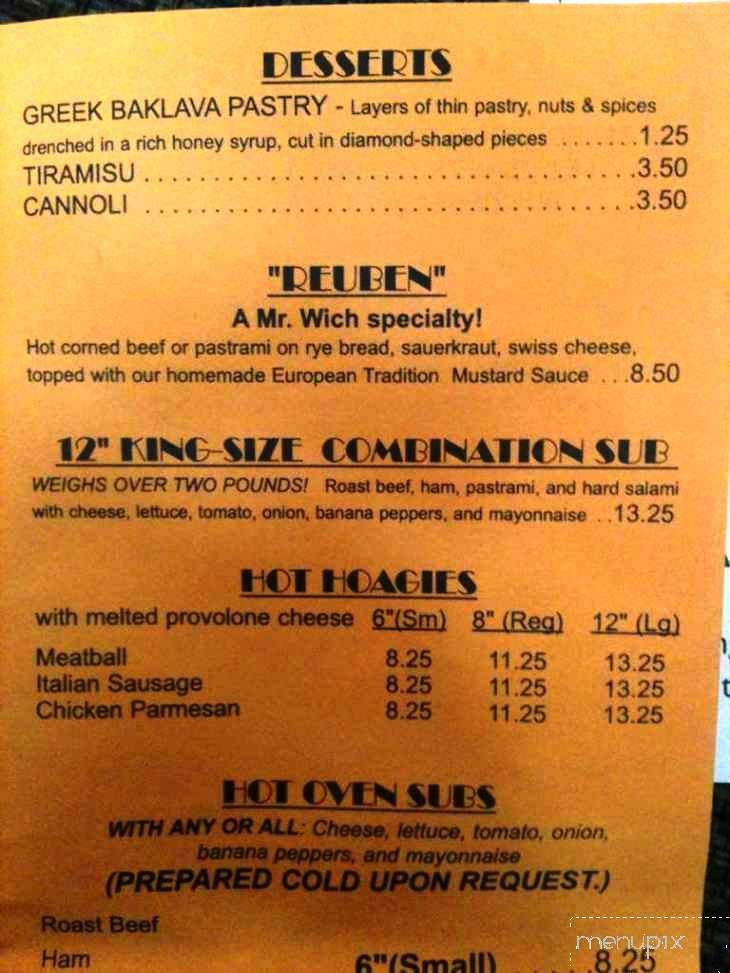 DESSERTS
GREEK BAKLAVA PASTRY - Layers of thin pastry, nuts & spices
drenched in a rich honey syrup, cut in diamond-shaped pieces .......1.25
TIRAMISU ....................................3.50
CANNOLI ....................................3.50
"REUBEN"
A Mr. Wich specialty!
Hot corned beef or pastrami on rye bread, sauerkraut, swiss cheese,
topped with our homemade European Tradition Mustard Sauce ...8.50
12" KING-SIZE COMBINATION SUB
WEIGHS OVER TWO POUNDS! Roast beef, ham, pastrami, and hard salami
with cheese, lettuce, tomato, onion, banana peppers, and mayonnaise ..13.25
HOT HOAGIES
with melted provolone cheese 6"(Sm) 8" (Reg) 12" (Lg)
Meatball 8.25 11.25 13.25
Italian Sausage 8.25 11.25 13.25
Chicken Parmesan 8.25 11.25 13.25
HOT OVEN SUBS
WITH ANY OR ALL: Cheese, lettuce, tomato, onion,
banana peppers, and mayonnaise
(PREPARED COLD UPON REQUEST.)
Roast Beef
Ham 6"(Small) 8.25
menupix